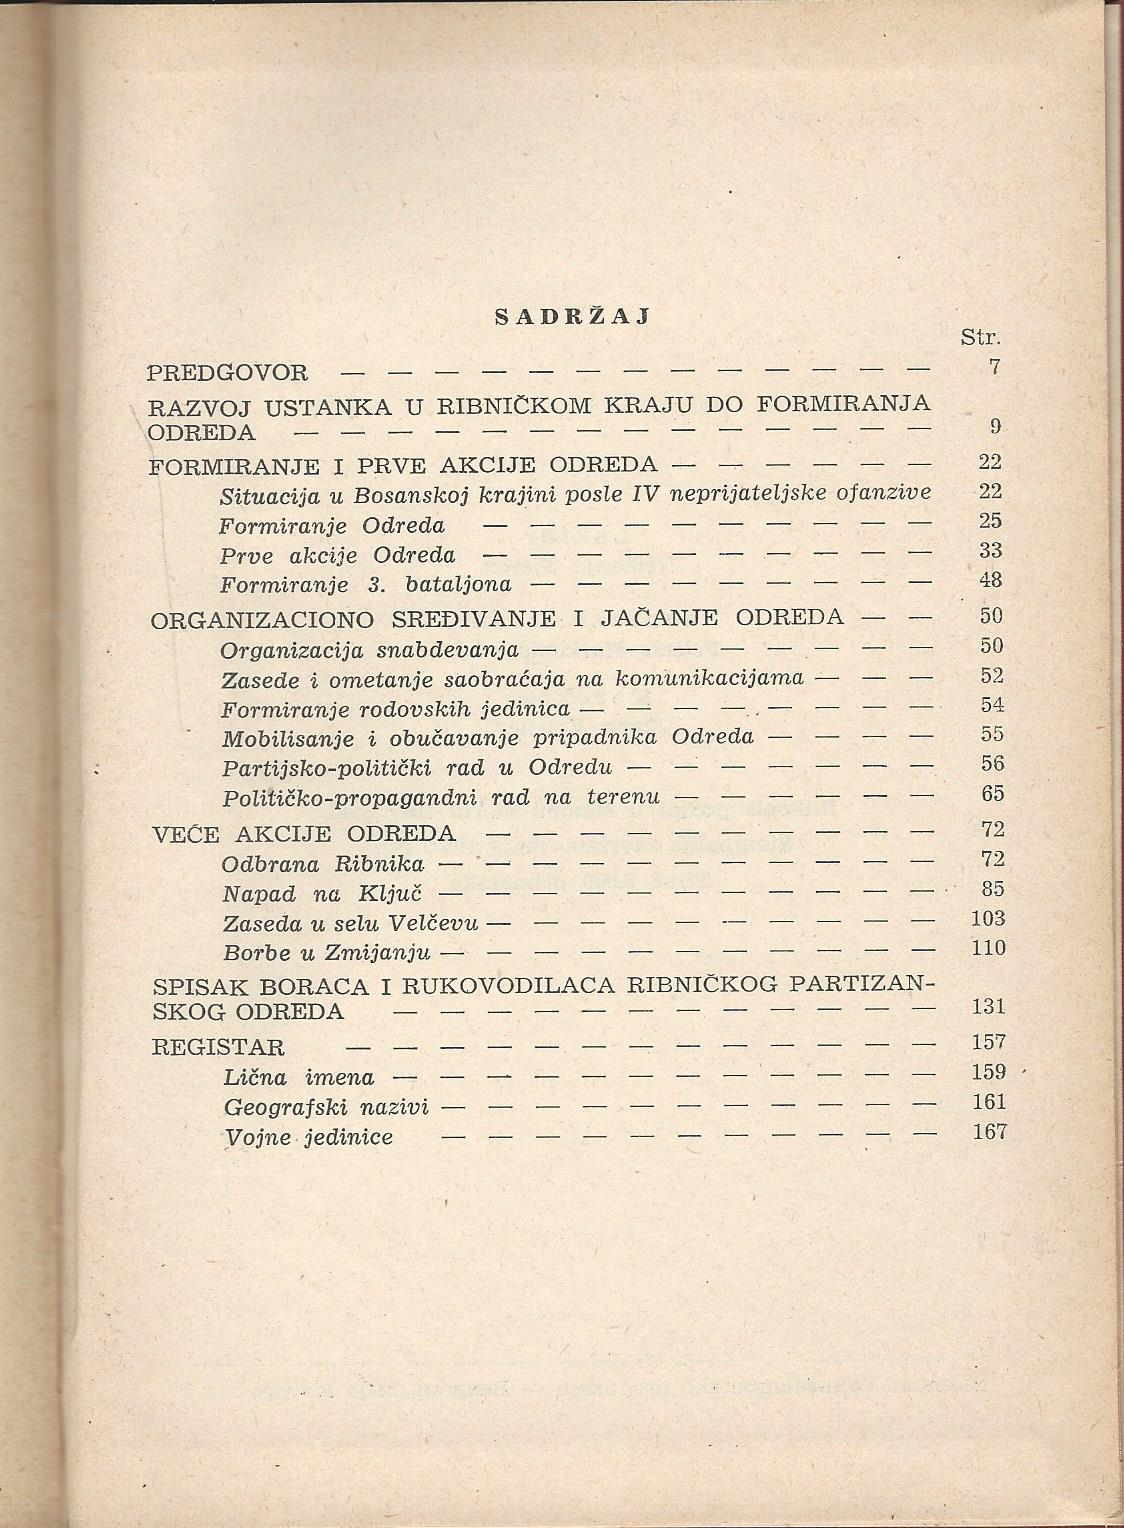 SADRŽAJ
Str.
PREDGOVOR — — — — — — — — — — — — — 7
RAZVOJ USTANKA U RIBNIČKOM KRAJU DO FORMIRANJA
ODREDA — — — — — — — — — — — — — — 9
FORMIRANJE I PRVE AKCIJE ODREDA — — — — — — 22
Situacija u Bosanskoj krajini posle IV neprijateljske ofanzive 22
Formiranje Odreda — — — — — — — — — — 25
Prve akcije Odreda — — — — — — — — — — 33
Formiranje 3. bataljona — — — — — — — — — 48
ORGANIZACIONO SREĐIVANJE I JAČANJE ODREDA — — 50
Organizacija snabdevanja — — — — — — — — — 50
Zasede i ometanje saobraćaja na komunikacijama — — — 52
Formiranje rodovskih jedinica — — — — — — — — 54
Mobilisanje i obučavanje pripadnika Odreda — — — — 55
Partijsko-politički rad u Odredu — — — — — — — 56
Političko-propagandni rad na terenu — — — — — — 65
VEĆE AKCIJE ODREDA — — — — — — — — — — 72
Odbrana Ribnika — — — — — — — — — — — 72
Napad na Ključ — — — — — — — — — — — 85
Zaseda u selu Velčevu — — — — — — — — — — 103
Borbe u Zmijanju — — — — — — — — — — — 110
SPISAK BORACA I RUKOVODILACA RIBNIČKOG PARTIZAN-
SKOG ODREDA — — — — — — — — — — — — 131
REGISTAR — — — — — — — — — — — — — 157
Lična imena — — — — — — — — — — — — 159
Geografski nazivi — — — — — — — — — — — 161
Vojne jedinice — — — — — — — — — — — 167